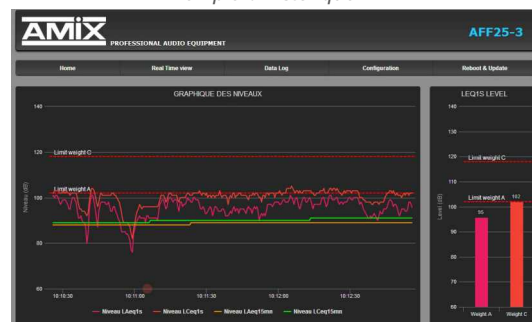 AMiX
PROFESSIONAL AUDIO EQUIPMENT
AFF25-3
Home Real Time view Data Log Configuration Reboot & Update
GRAPHIQUE DES NIVEAUX
140
Limit weight C
120
Limit weight A
100
80
60
Niveau (dB)
10:10:30 10:11:00 10:11:30 10:12:00 10:12:30
Niveau LAeq1s Niveau LCeq1s Niveau LAeq15mn Niveau LCeq15mn
LEQ1S LEVEL
140
130
120
Limit weight C
110
Limit weight A
100
90
80
70
60
Level (dB)
95
102
Weight A Weight C